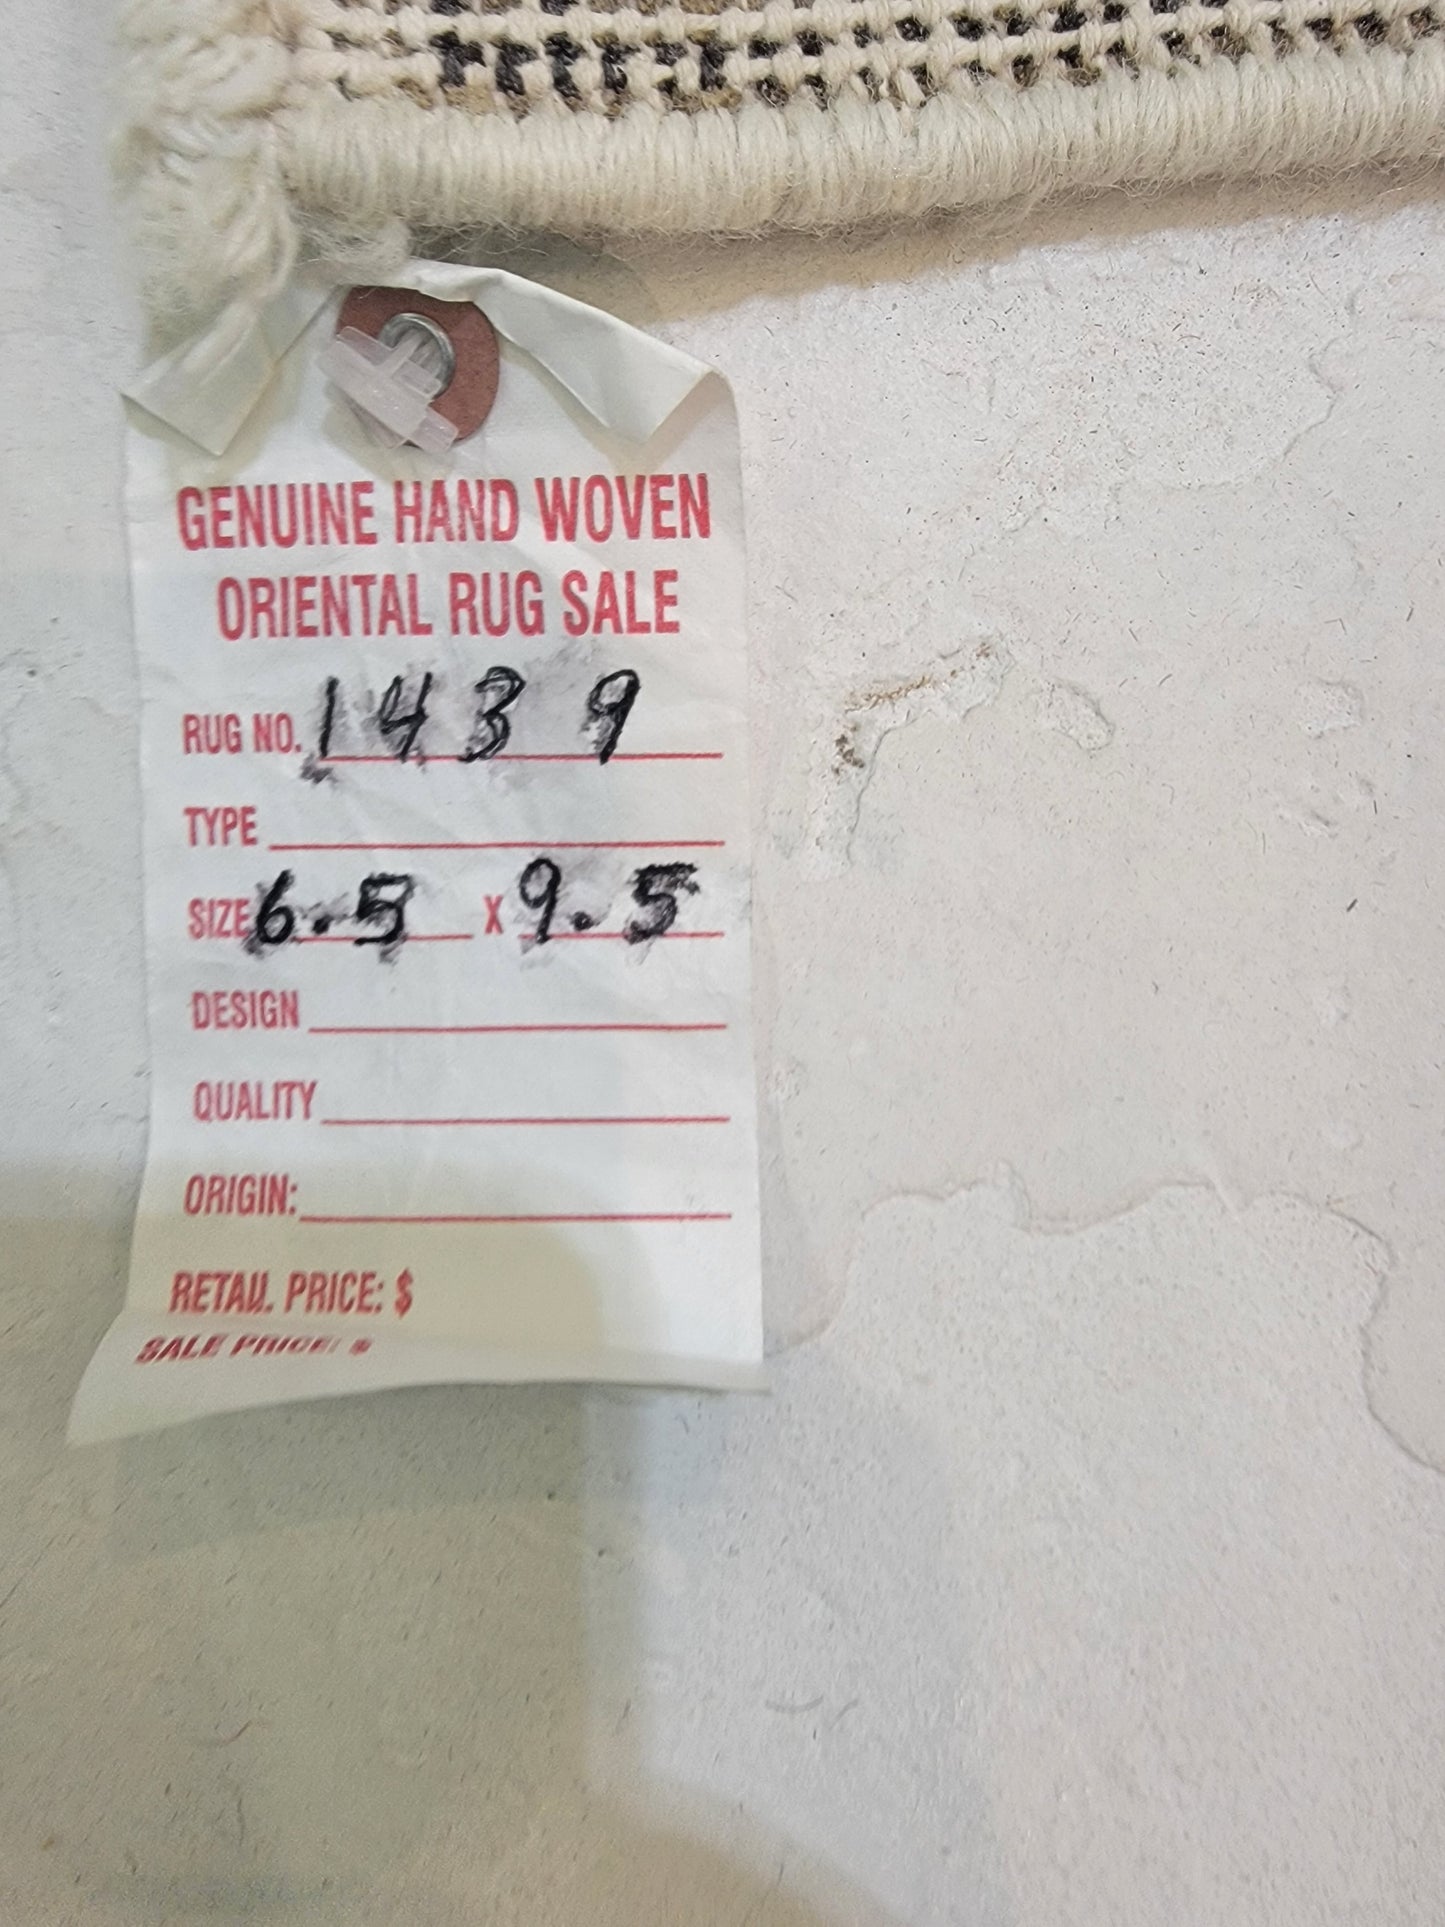 GENUINE HAND WOVEN
ORIENTAL RUG SALE
RUG NO. 1439
TYPE
SIZE 6.5 X 9.5
DESIGN
QUALITY
ORIGIN:
RETAIL PRICE: $
SALE PRICE: $